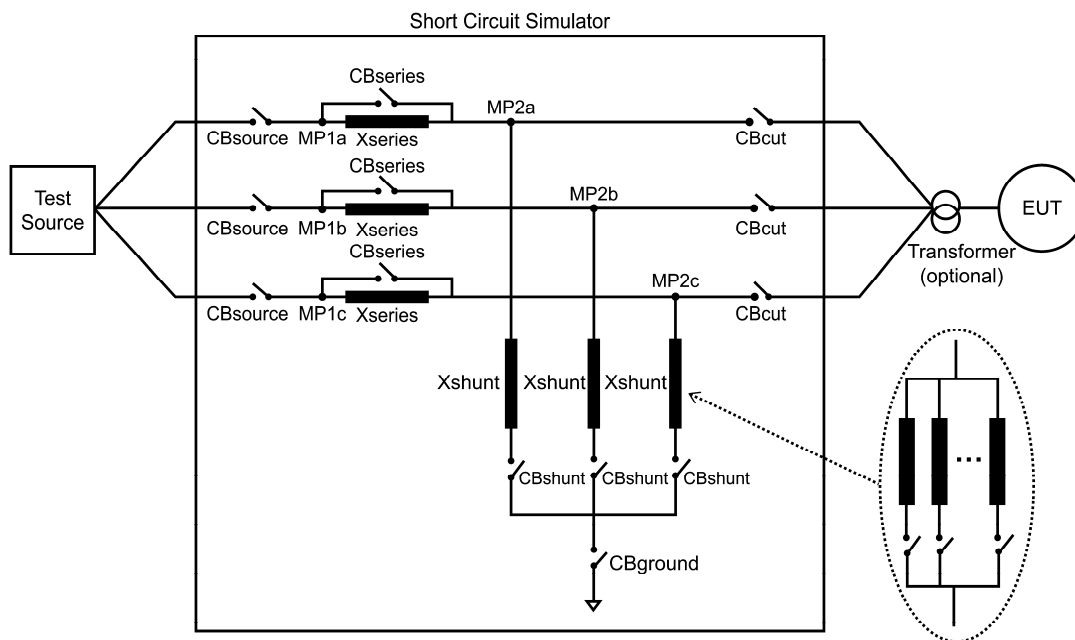 Short Circuit Simulator
CBseries
MP2a
CBsource
MP1a
Xseries
CBcut
CBseries
MP2b
Test
Source
CBsource
MP1b
Xseries
CBcut
EUT
CBseries
Transformer
(optional)
MP2c
CBsource
MP1c
Xseries
CBcut
Xshunt
Xshunt
Xshunt
CBshunt
CBshunt
CBshunt
CBground